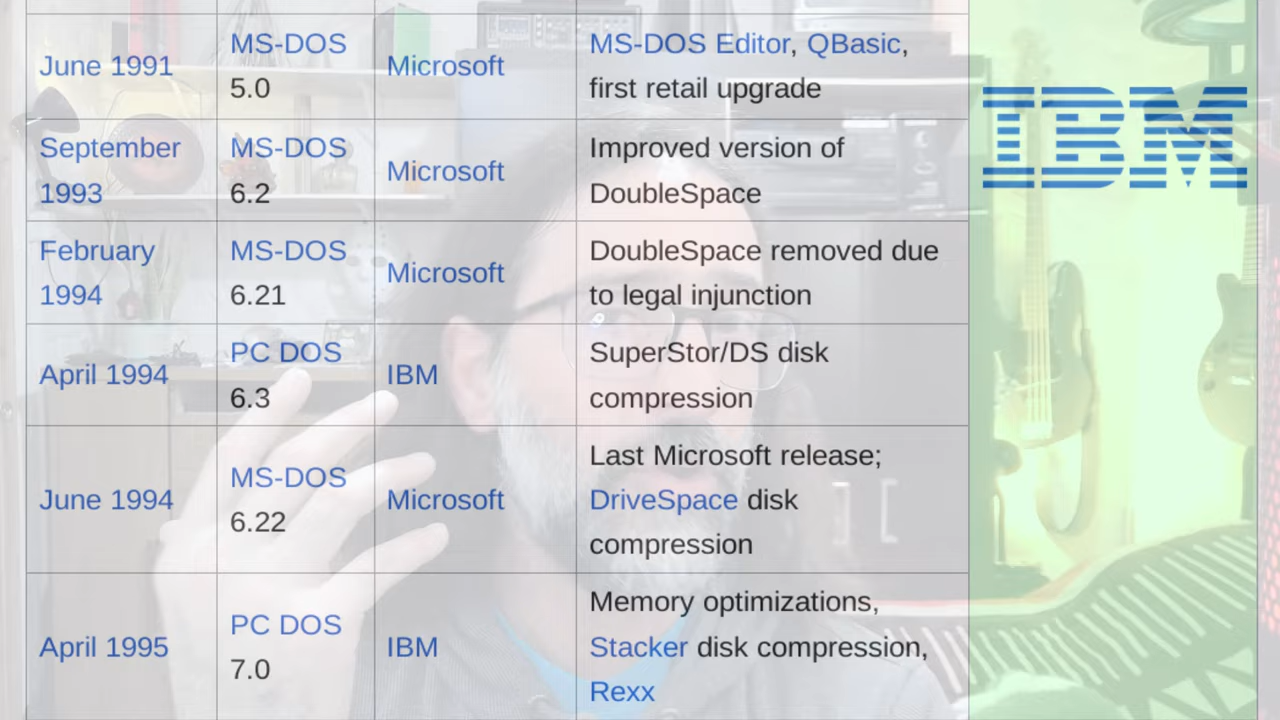 June 1991
MS-DOS
5.0
Microsoft
MS-DOS Editor, QBasic,
first retail upgrade
IBM
September
1993
MS-DOS
6.2
Microsoft
Improved version of
DoubleSpace
February
1994
MS-DOS
6.21
Microsoft
DoubleSpace removed due
to legal injunction
April 1994
PC DOS
6.3
IBM
SuperStor/DS disk
compression
June 1994
MS-DOS
6.22
Microsoft
Last Microsoft release;
DriveSpace disk
compression
April 1995
PC DOS
7.0
IBM
Memory optimizations,
Stacker disk compression,
Rexx